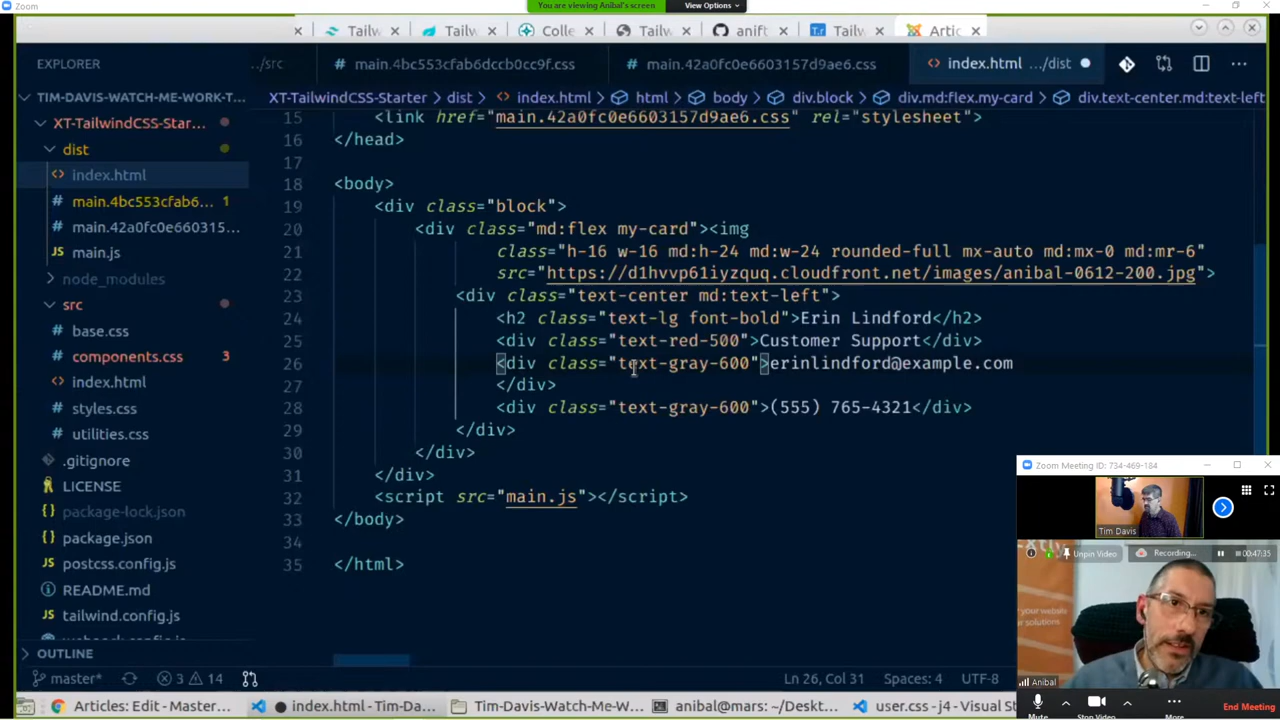 Zoom
You are viewing Anibal's screen
View Options
Tailw
Tailw
Colle
Tailw
anift
Tailw
Artic
EXPLORER
.../src
main.4bc553cfab6dccb0cc9f.css
main.42a0fc0e6603157d9ae6.css
index.html .../dist
TIM-DAVIS-WATCH-ME-WORK-T...
XT-TailwindCSS-Starter > dist > index.html > html > body > div.block > div.md:flex.my-card > div.text-center.md:text-left
XT-TailwindCSS-Star...
dist
index.html
main.4bc553cfab6... 1
main.42a0fc0e660315...
main.js
node_modules
src
base.css
components.css 3
index.html
styles.css
utilities.css
.gitignore
LICENSE
package-lock.json
package.json
postcss.config.js
README.md
tailwind.config.js
webpack.config.js
OUTLINE
15 <link href="main.42a0fc0e6603157d9ae6.css" rel="stylesheet">
16 </head>
17
18 <body>
19 <div class="block">
20 <div class="md:flex my-card"><img
21 class="h-16 w-16 md:h-24 md:w-24 rounded-full mx-auto md:mx-0 md:mr-6"
22 src="https://d1hvvp61iyzquq.cloudfront.net/images/anibal-0612-200.jpg">
23 <div class="text-center md:text-left">
24 <h2 class="text-lg font-bold">Erin Lindford</h2>
25 <div class="text-red-500">Customer Support</div>
26 <div class="text-gray-600">erinlindford@example.com
27 </div>
28 <div class="text-gray-600">(555) 765-4321</div>
29 </div>
30 </div>
31 </div>
32 <script src="main.js"></script>
33 </body>
34
35 </html>
Zoom Meeting ID: 734-469-184
Tim Davis
Unpin Video
Recording...
00:47:35
your website
solutions
Anibal
Mute
Stop Video
More
End Meeting
master*
3 14
Ln 26, Col 31
Spaces: 4
UTF-8
Articles: Edit - Master...
index.html - Tim-Da...
Tim-Davis-Watch-Me-Work-T...
anibal@mars: ~/Deskt...
user.css - j4 - Visual S